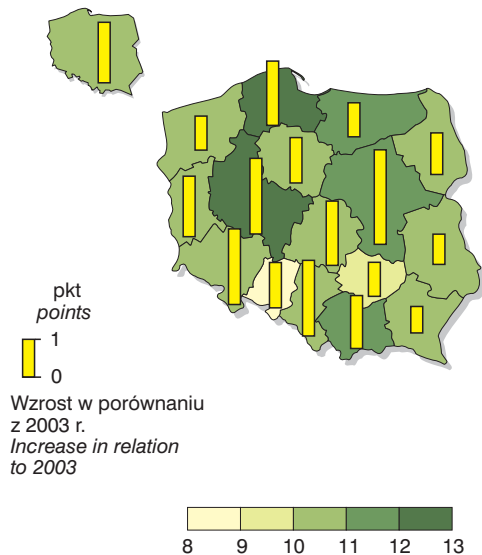 pkt
points
1
0
Wzrost w porównaniu
z 2003 r.
Increase in relation
to 2003
8 9 10 11 12 13